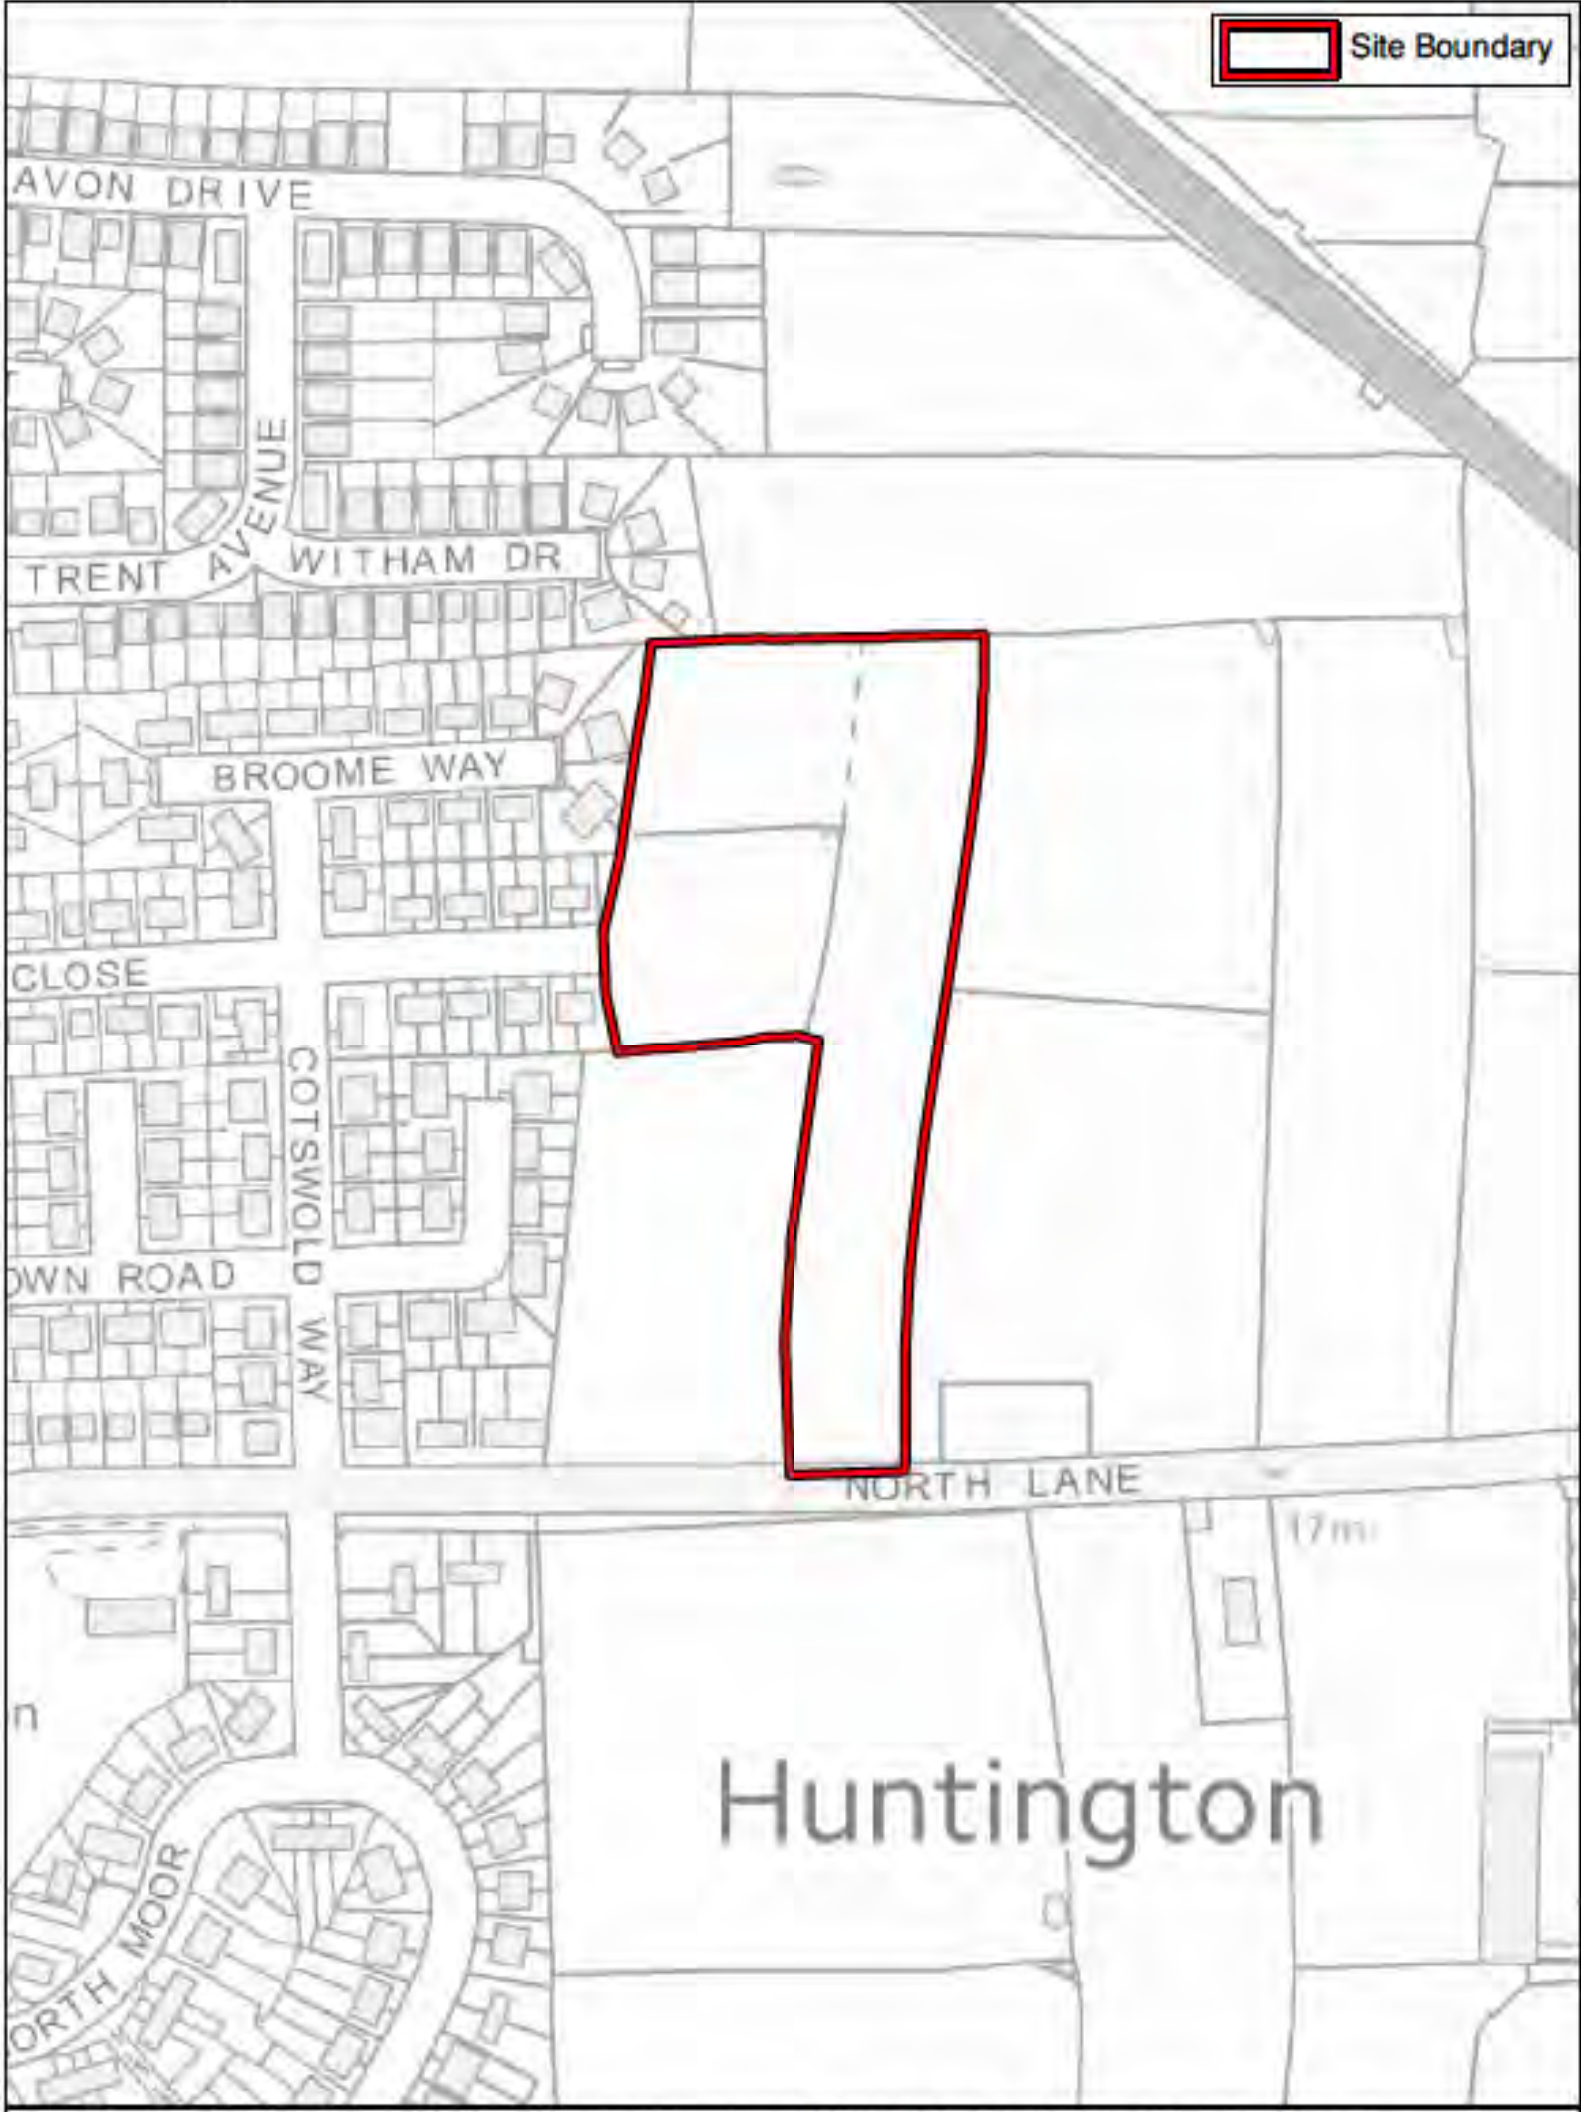 Site Boundary
AVON DRIVE
TRENT AVENUE
WITHAM DR
BROOME WAY
CLOSE
COTSWOLD WAY
OWN ROAD
NORTH LANE
17m
n
Huntington
ORTH MOOR